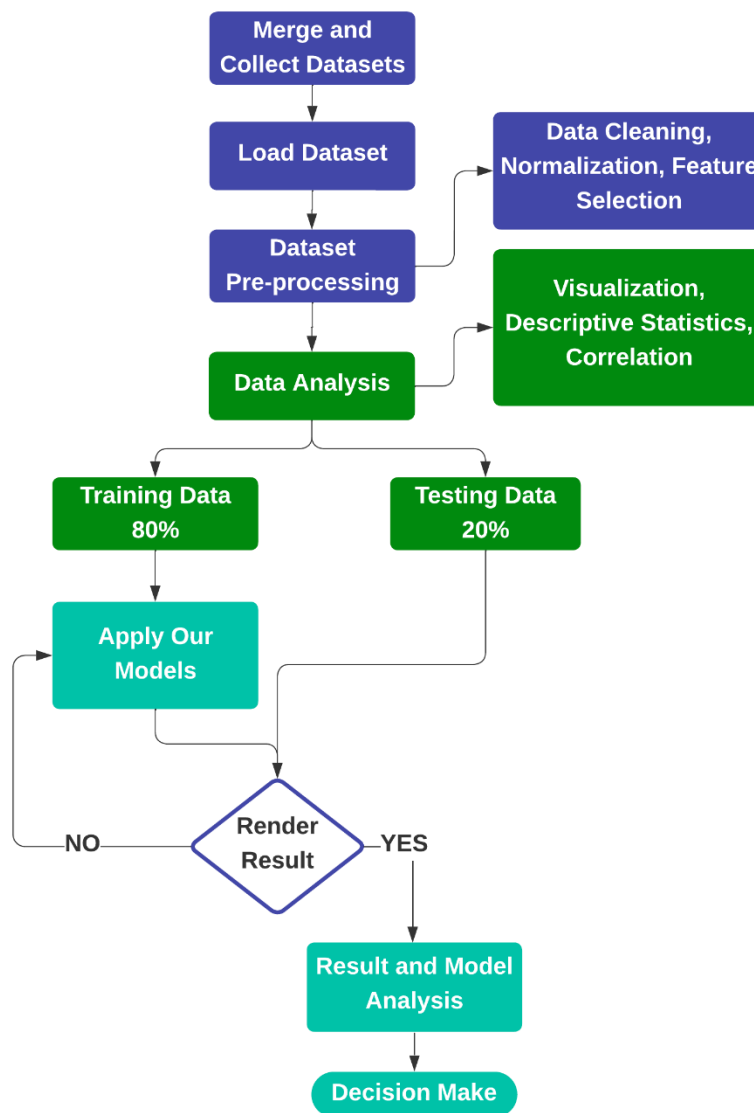 Merge and
Collect Datasets
Load Dataset
Data Cleaning,
Normalization, Feature
Selection
Dataset
Pre-processing
Visualization,
Descriptive Statistics,
Correlation
Data Analysis
Training Data
80%
Testing Data
20%
Apply Our
Models
Render
Result
NO
YES
Result and Model
Analysis
Decision Make